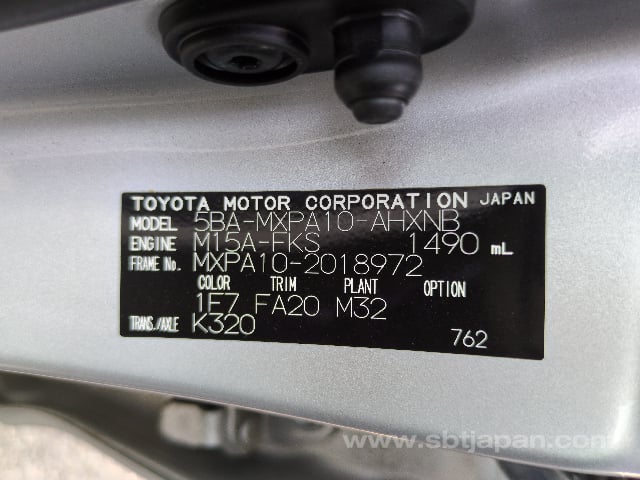 TOYOTA MOTOR CORPORATION JAPAN
MODEL 5BA-MXPA10-AHXNB
ENGINE M15A-FKS 1490 mL
FRAME No. MXPA10-2018972
COLOR TRIM PLANT OPTION
1F7 FA20 M32
TRANS./AXLE K320
762
www.sbtjapan.com